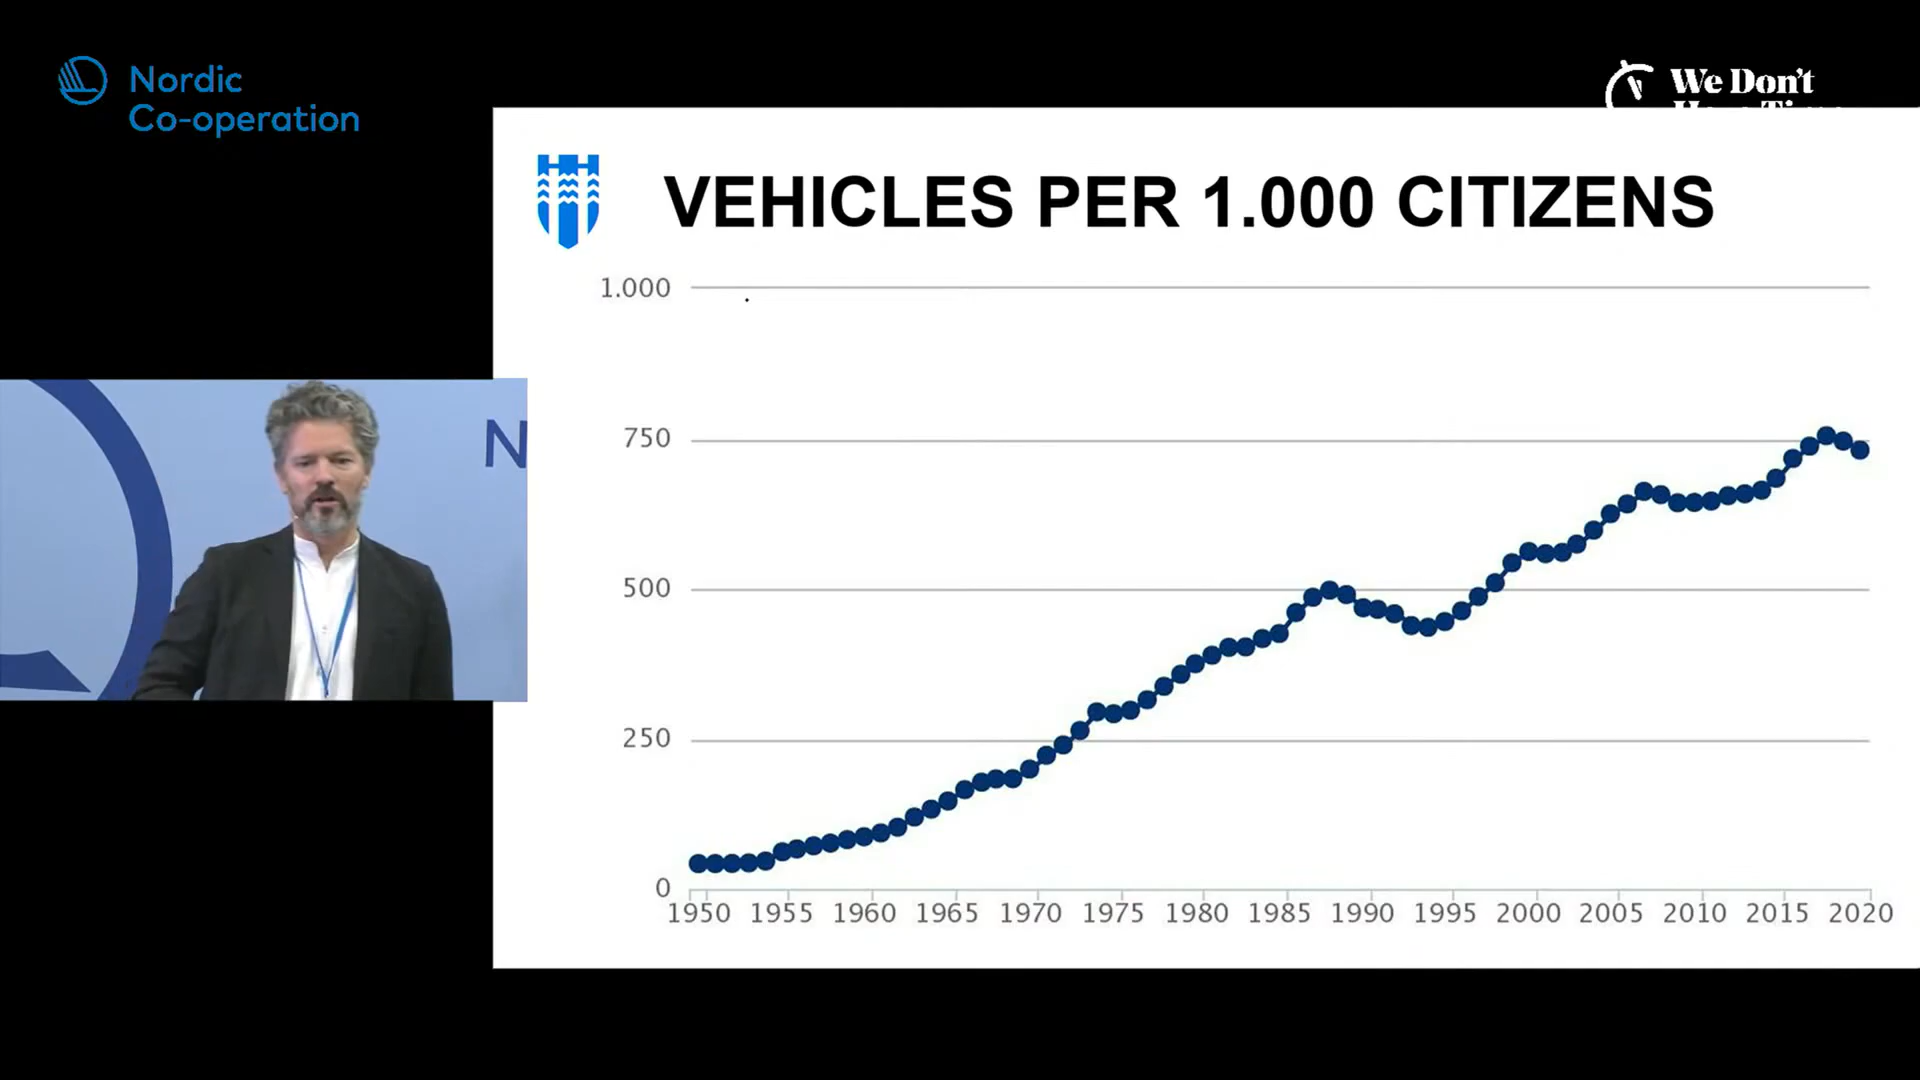 Nordic
Co-operation
We Don't
VEHICLES PER 1.000 CITIZENS
1.000
750
500
250
0
1950 1955 1960 1965 1970 1975 1980 1985 1990 1995 2000 2005 2010 2015 2020
N